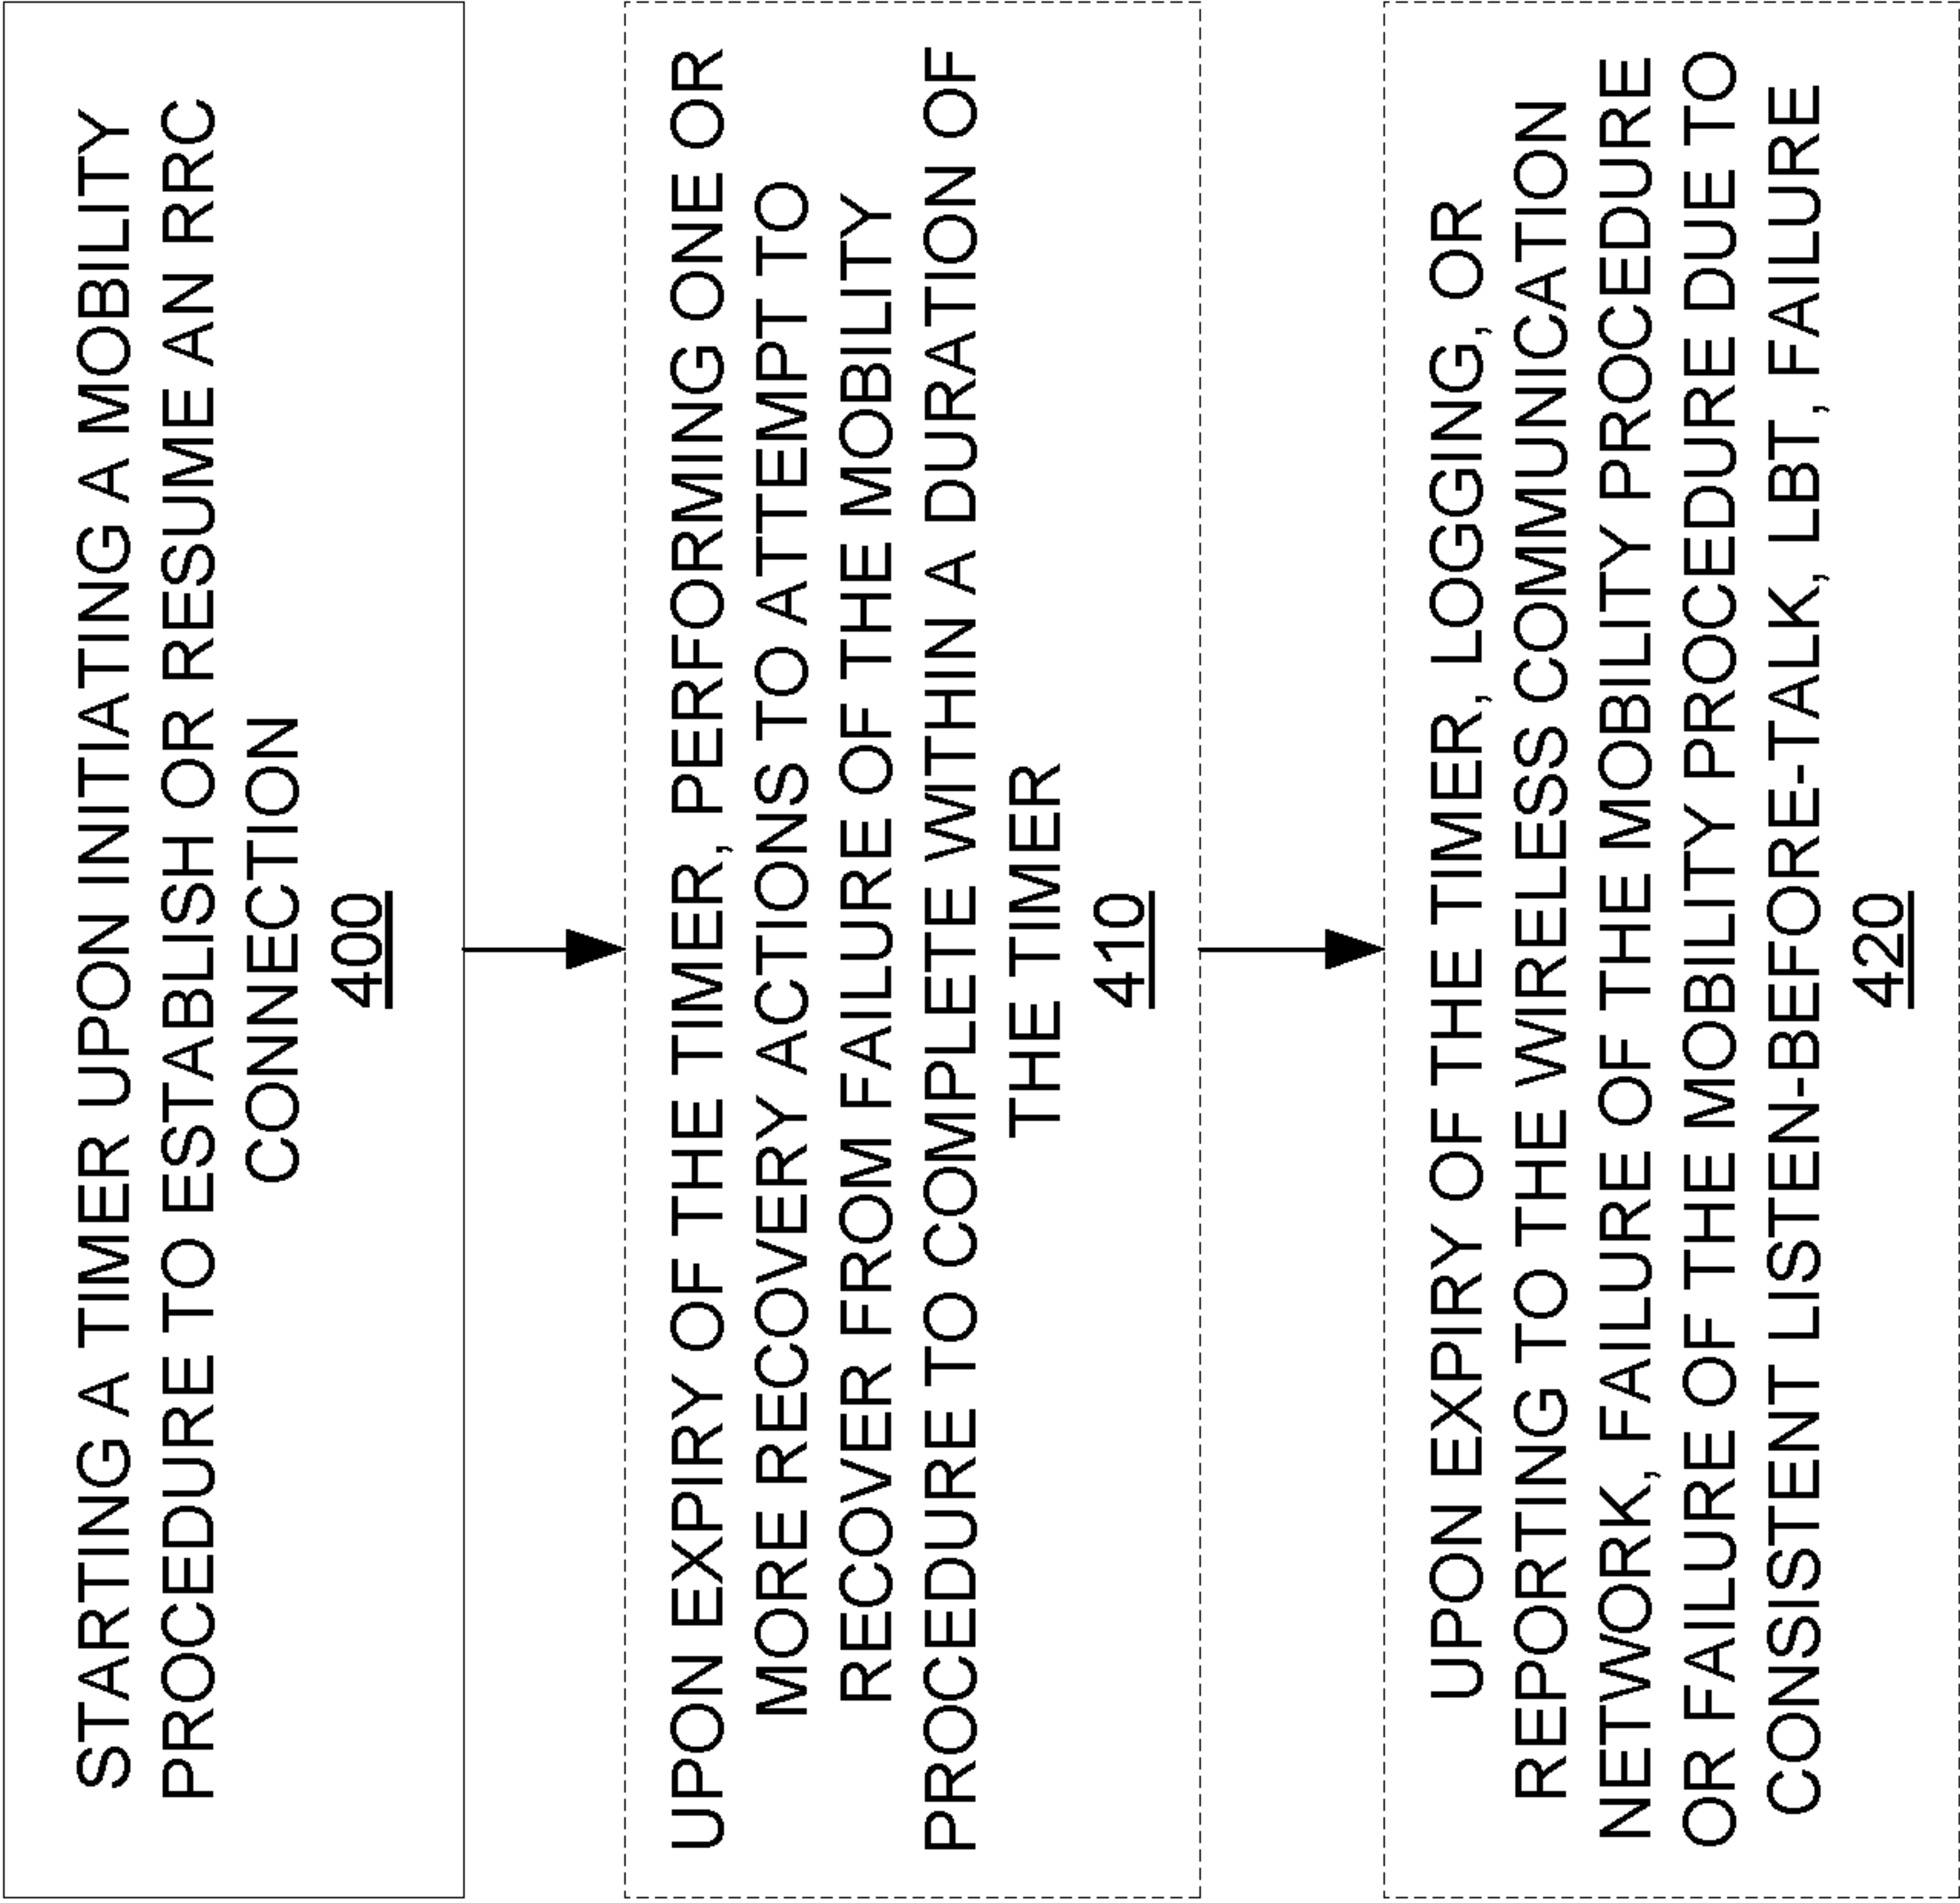 STARTING A TIMER UPON INITIATING A MOBILITY
PROCEDURE TO ESTABLISH OR RESUME AN RRC
CONNECTION
400
UPON EXPIRY OF THE TIMER, PERFORMING ONE OR
MORE RECOVERY ACTIONS TO ATTEMPT TO
RECOVER FROM FAILURE OF THE MOBILITY
PROCEDURE TO COMPLETE WITHIN A DURATION OF
THE TIMER
410
UPON EXPIRY OF THE TIMER, LOGGING, OR
REPORTING TO THE WIRELESS COMMUNICATION
NETWORK, FAILURE OF THE MOBILITY PROCEDURE
OR FAILURE OF THE MOBILITY PROCEDURE DUE TO
CONSISTENT LISTEN-BEFORE-TALK, LBT, FAILURE
420